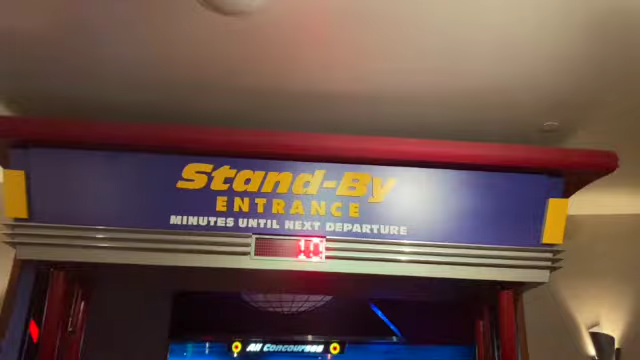 Stand-By
ENTRANCE
MINUTES UNTIL NEXT DEPARTURE
10
All Concourses